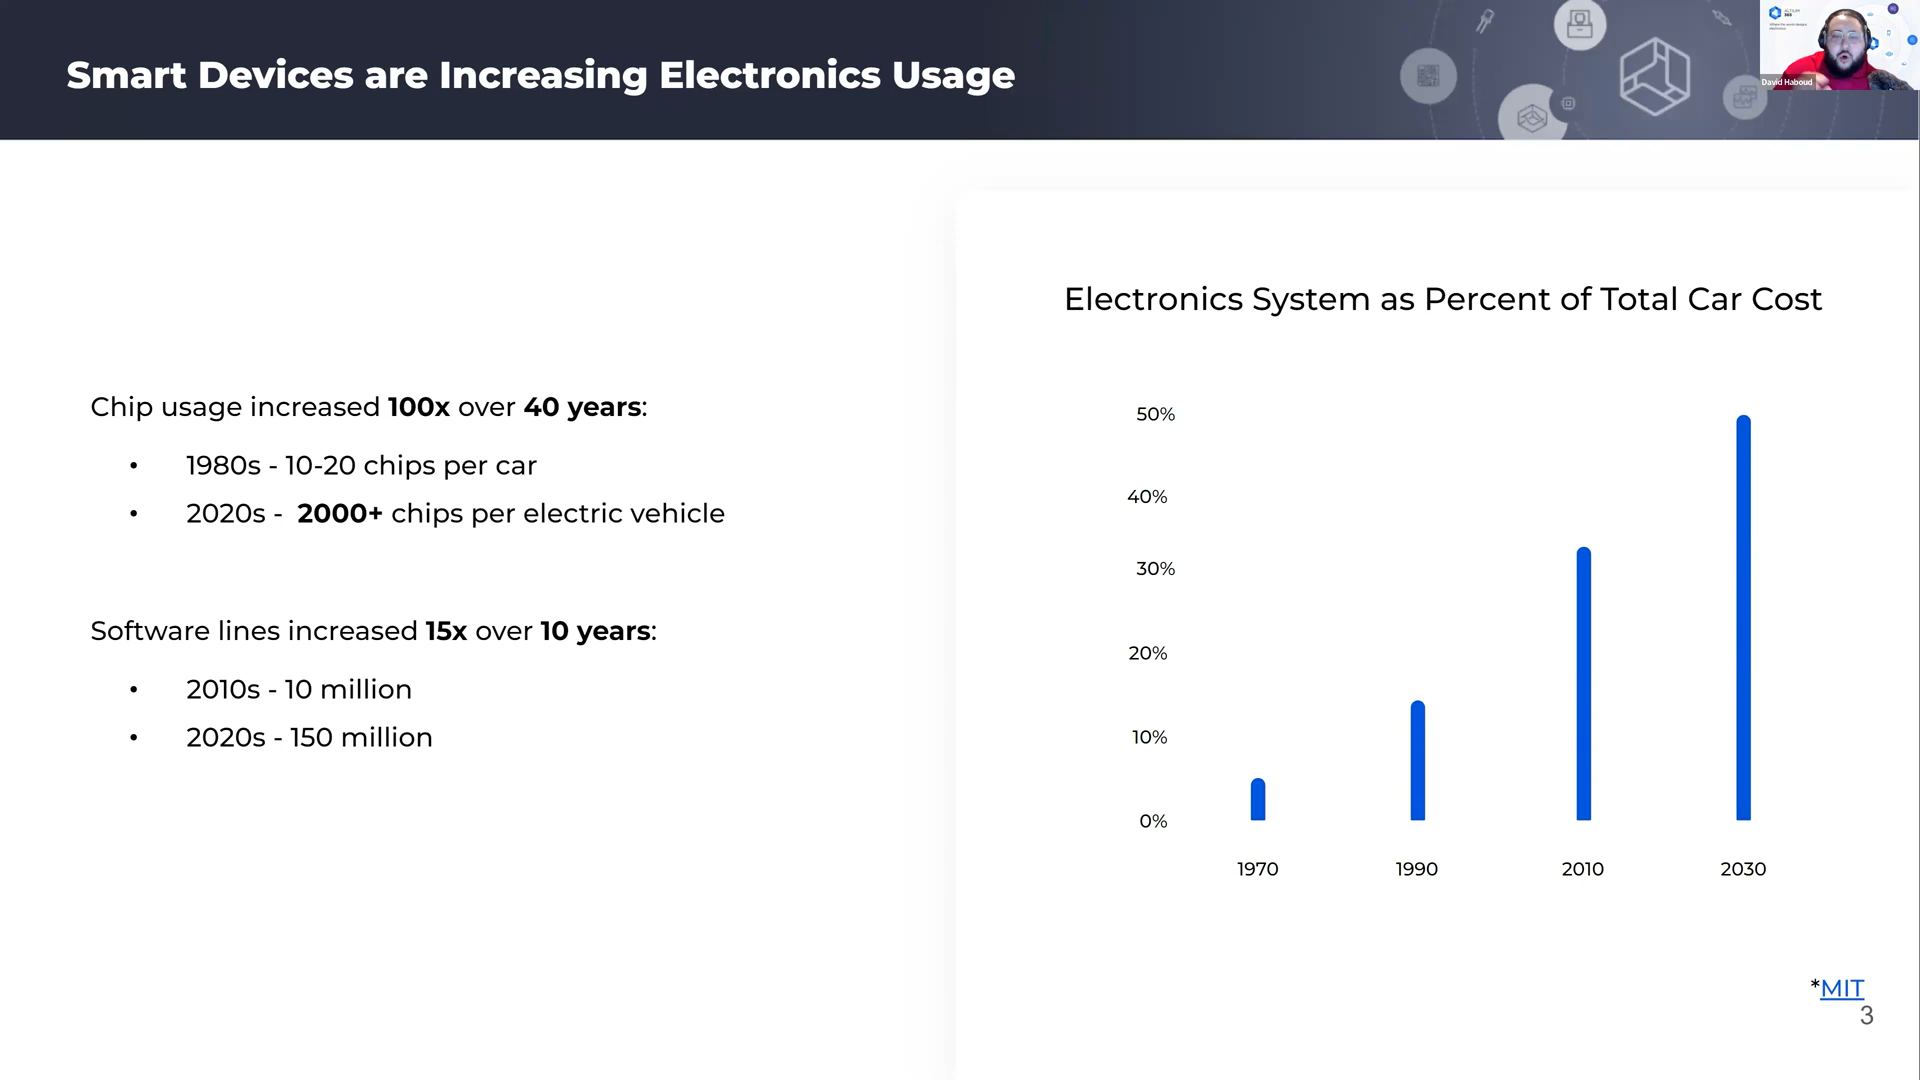 Smart Devices are Increasing Electronics Usage
ALTIUM
365
David Haboud
Chip usage increased 100x over 40 years:
• 1980s - 10-20 chips per car
• 2020s - 2000+ chips per electric vehicle
Software lines increased 15x over 10 years:
• 2010s - 10 million
• 2020s - 150 million
Electronics System as Percent of Total Car Cost
50%
40%
30%
20%
10%
0%
1970 1990 2010 2030
*MIT
3